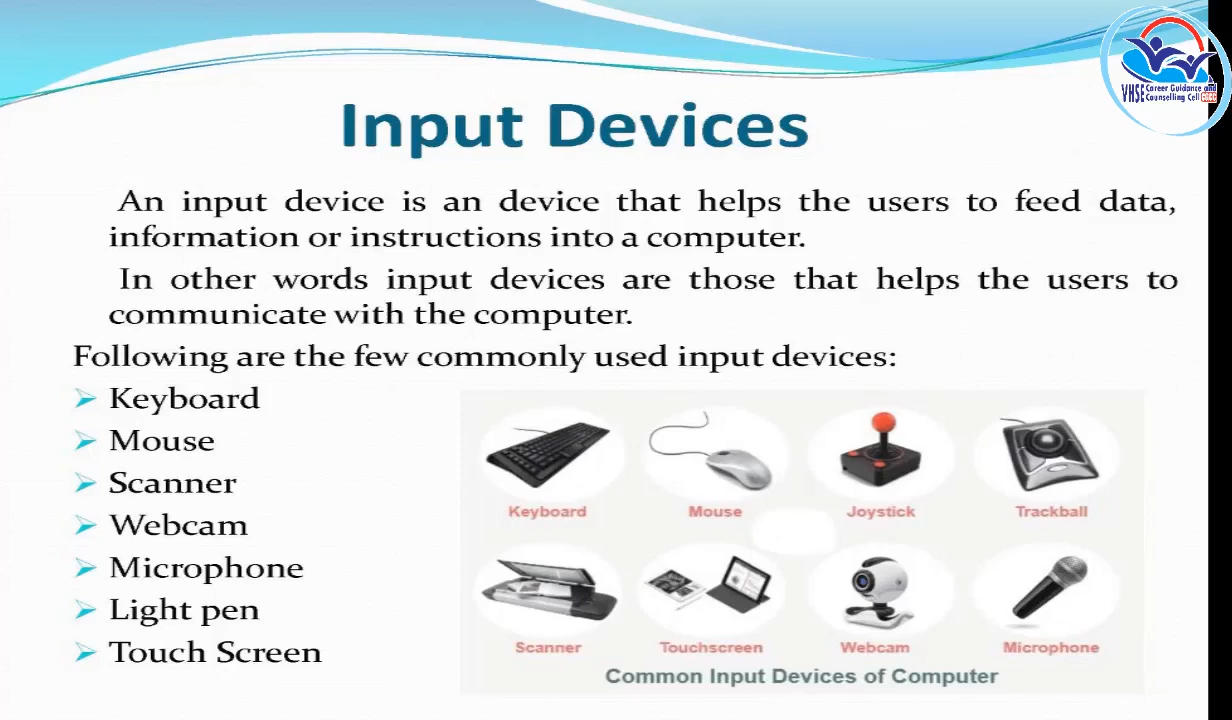 VHSE Career Guidance and
Counselling Cell
Input Devices
An input device is an device that helps the users to feed data,
information or instructions into a computer.
In other words input devices are those that helps the users to
communicate with the computer.
Following are the few commonly used input devices:
Keyboard
Mouse
Scanner
Webcam
Microphone
Light pen
Touch Screen
Keyboard Mouse Joystick Trackball
Scanner Touchscreen Webcam Microphone
Common Input Devices of Computer